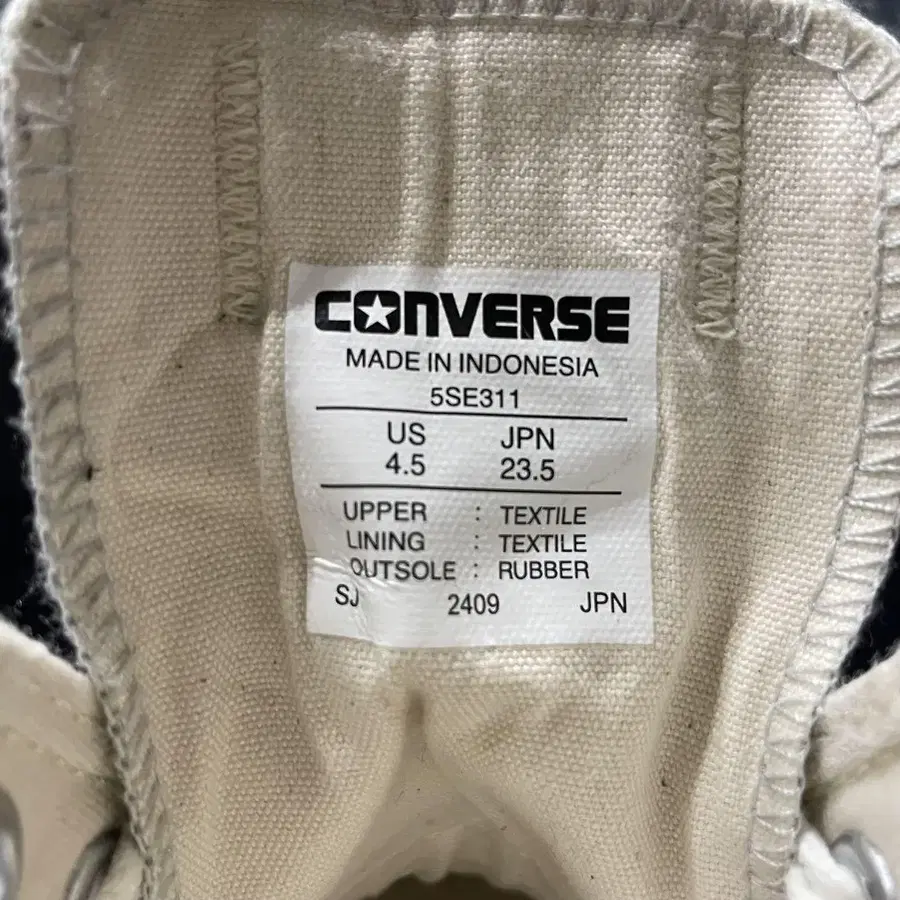 CONVERSE
MADE IN INDONESIA
5SE311
US JPN
4.5 23.5
UPPER : TEXTILE
LINING : TEXTILE
OUTSOLE : RUBBER
SJ 2409 JPN